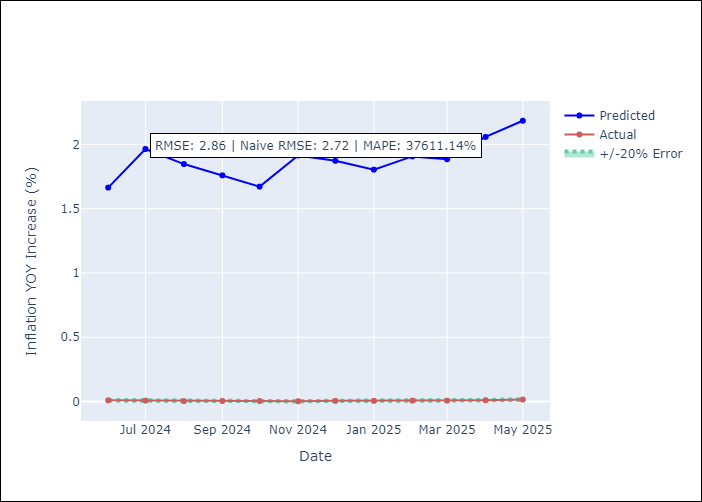 RMSE: 2.86 | Naive RMSE: 2.72 | MAPE: 37611.14%
Predicted
Actual
+/-20% Error
Inflation YOY Increase (%)
2
1.5
1
0.5
0
Jul 2024
Sep 2024
Nov 2024
Jan 2025
Mar 2025
May 2025
Date